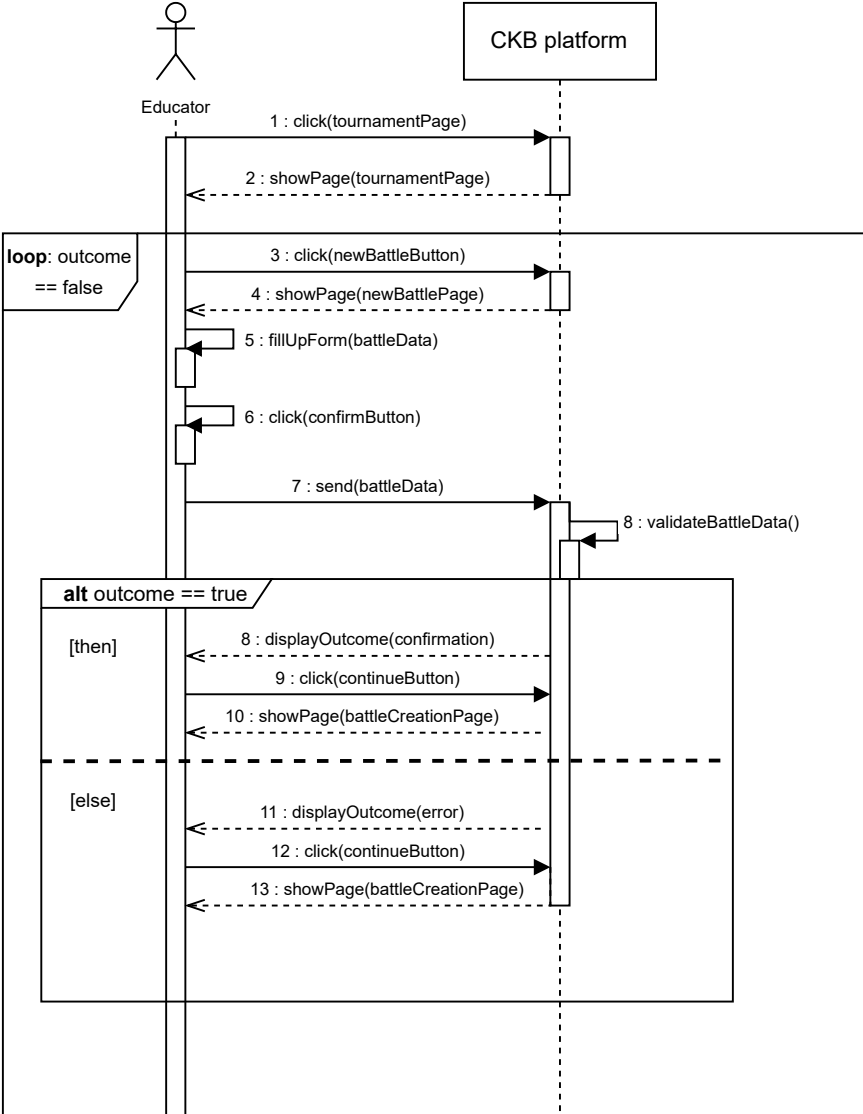 CKB platform
Educator
1 : click(tournamentPage)
2 : showPage(tournamentPage)
loop: outcome
== false
3 : click(newBattleButton)
4 : showPage(newBattlePage)
5 : fillUpForm(battleData)
6 : click(confirmButton)
7 : send(battleData)
8 : validateBattleData()
alt outcome == true
[then]
8 : displayOutcome(confirmation)
9 : click(continueButton)
10 : showPage(battleCreationPage)
[else]
11 : displayOutcome(error)
12 : click(continueButton)
13 : showPage(battleCreationPage)